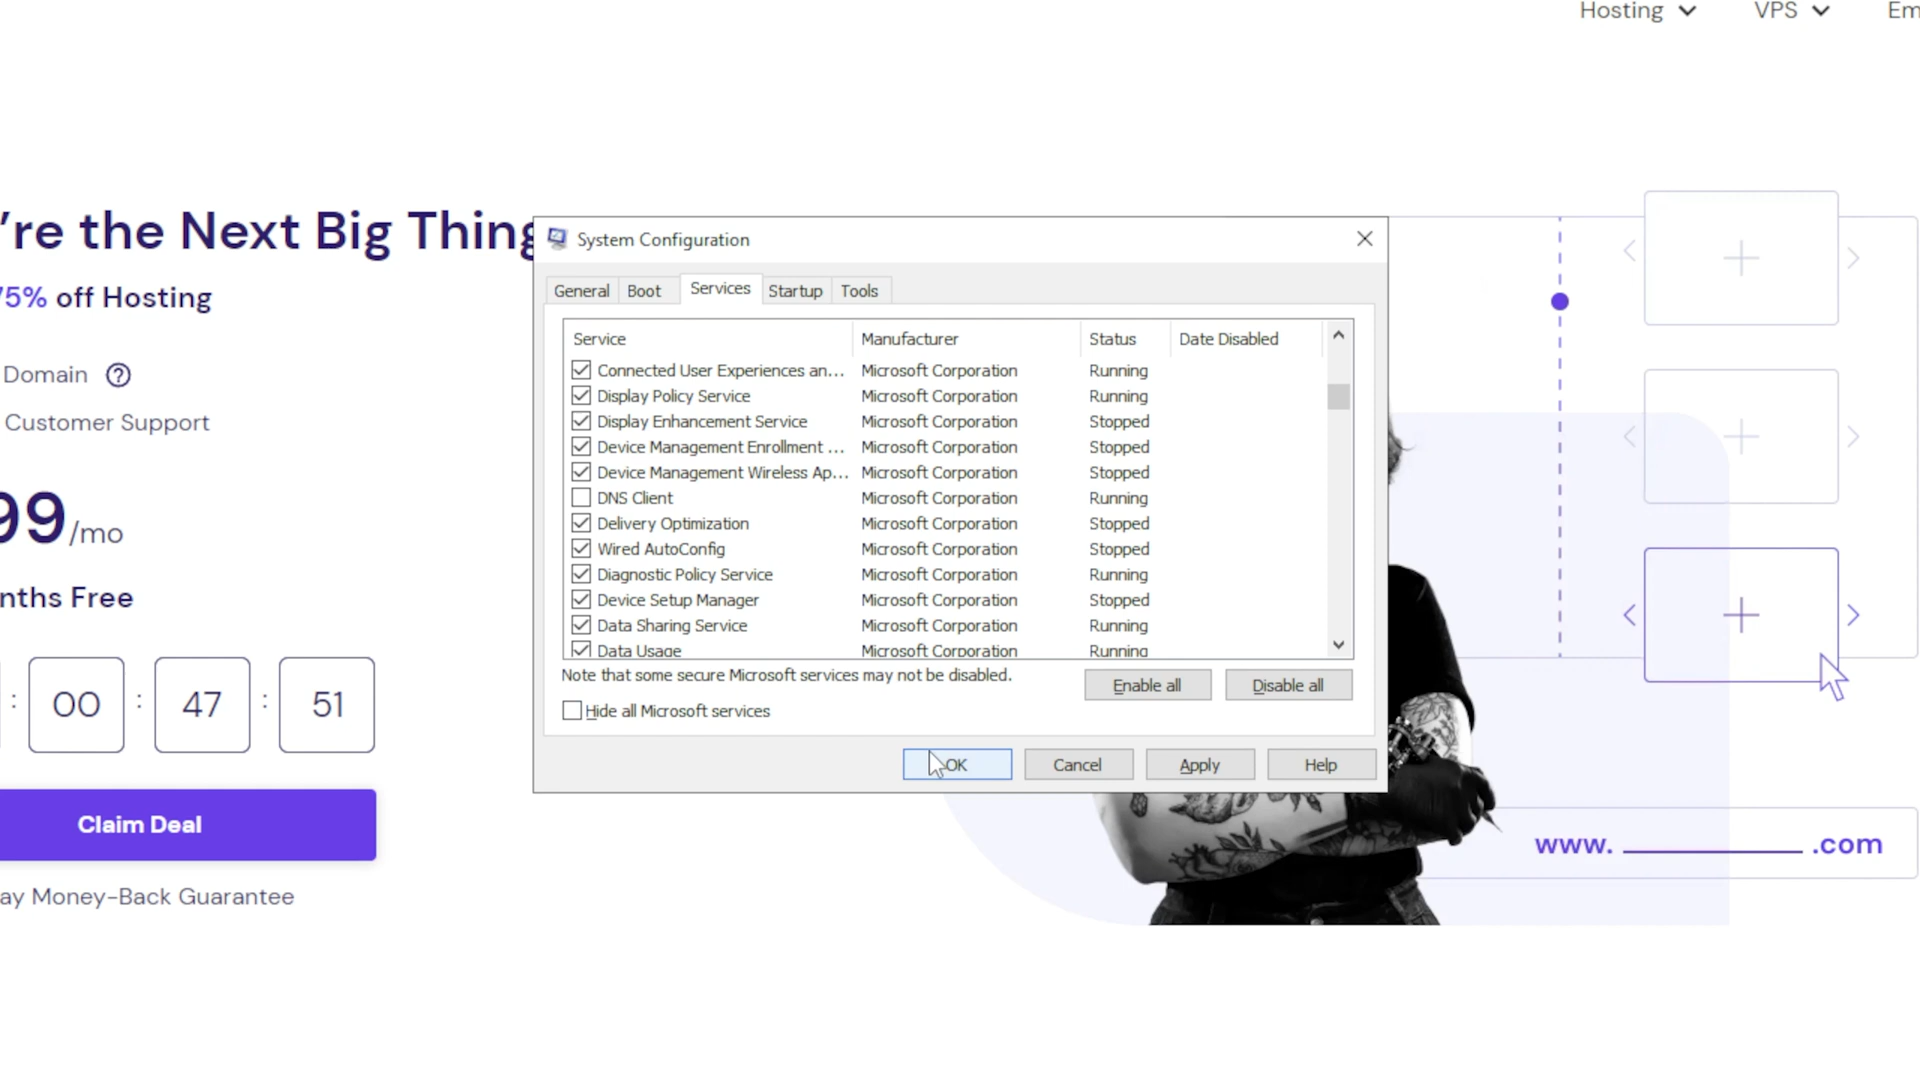 Hosting VPS Em
're the Next Big Thing
75% off Hosting
Domain ?
Customer Support
99/mo
nths Free
: 00 : 47 : 51
Claim Deal
ay Money-Back Guarantee
System Configuration
General Boot Services Startup Tools
Service Manufacturer Status Date Disabled
Connected User Experiences an... Microsoft Corporation Running
Display Policy Service Microsoft Corporation Running
Display Enhancement Service Microsoft Corporation Stopped
Device Management Enrollment ... Microsoft Corporation Stopped
Device Management Wireless Ap... Microsoft Corporation Stopped
DNS Client Microsoft Corporation Running
Delivery Optimization Microsoft Corporation Stopped
Wired AutoConfig Microsoft Corporation Stopped
Diagnostic Policy Service Microsoft Corporation Running
Device Setup Manager Microsoft Corporation Stopped
Data Sharing Service Microsoft Corporation Running
Data Usage Microsoft Corporation Running
Note that some secure Microsoft services may not be disabled.
Enable all Disable all
Hide all Microsoft services
OK Cancel Apply Help
www. __________ .com